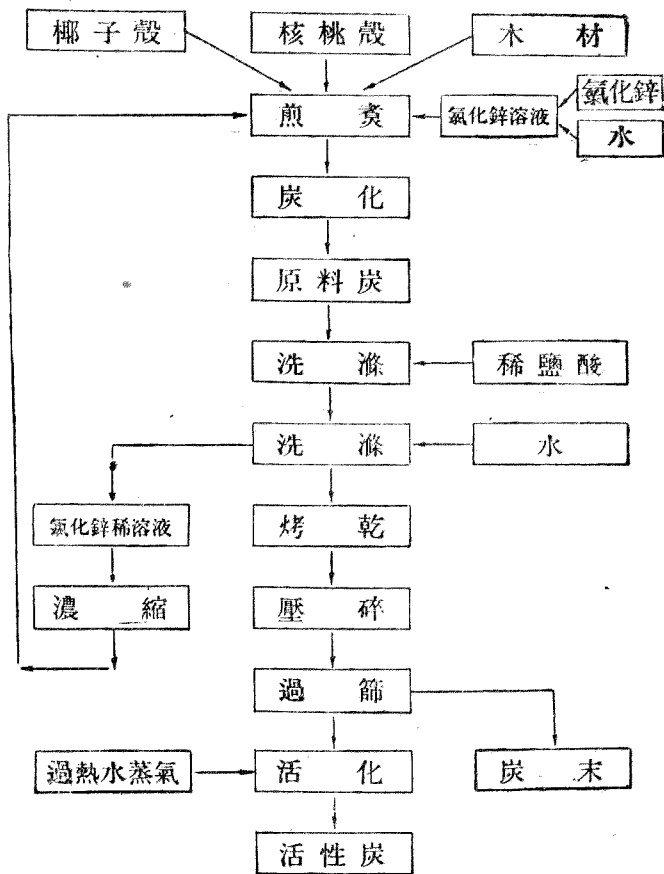 椰子殼
核桃殼
木材
煎煑
氯化鋅溶液
氯化鋅
水
炭化
原料炭
洗滌
稀鹽酸
洗滌
水
氯化鋅稀溶液
烤乾
濃縮
壓碎
過篩
過熱水蒸氣
活化
炭末
活性炭